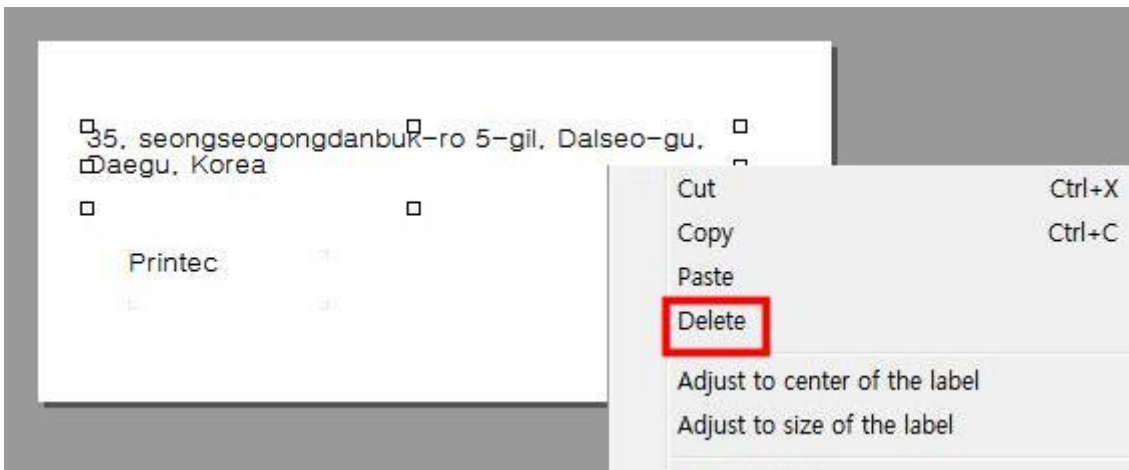 35, seongseogongdanbuk-ro 5-gil, Dalseo-gu,
Daegu, Korea
Printec
Cut Ctrl+X
Copy Ctrl+C
Paste
Delete
Adjust to center of the label
Adjust to size of the label